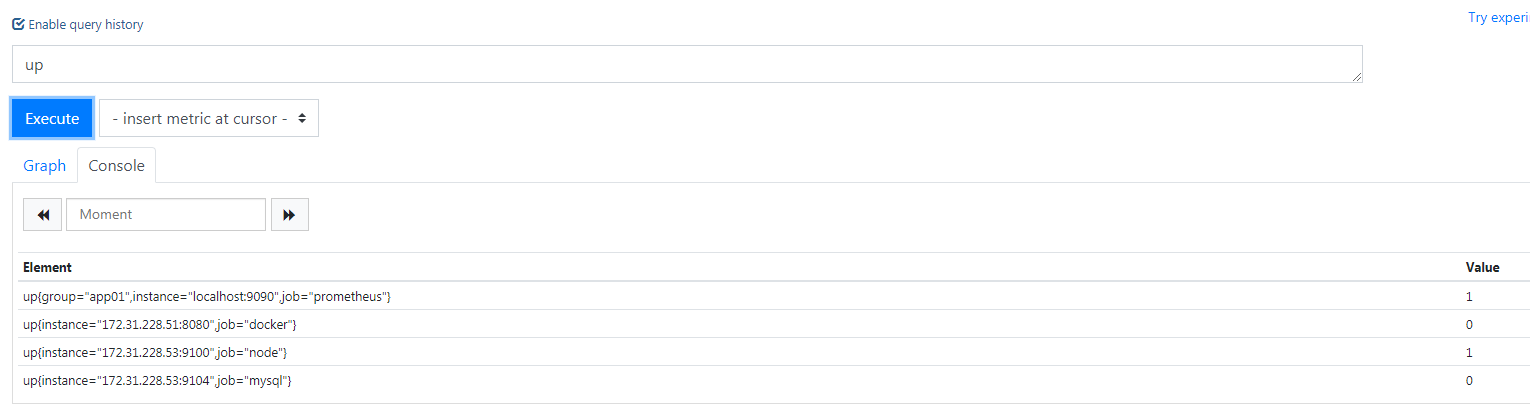 Enable query history
Try experi
up
Execute
- insert metric at cursor -
Graph
Console
Moment
Element Value
up{group="app01",instance="localhost:9090",job="prometheus"} 1
up{instance="172.31.228.51:8080",job="docker"} 0
up{instance="172.31.228.53:9100",job="node"} 1
up{instance="172.31.228.53:9104",job="mysql"} 0